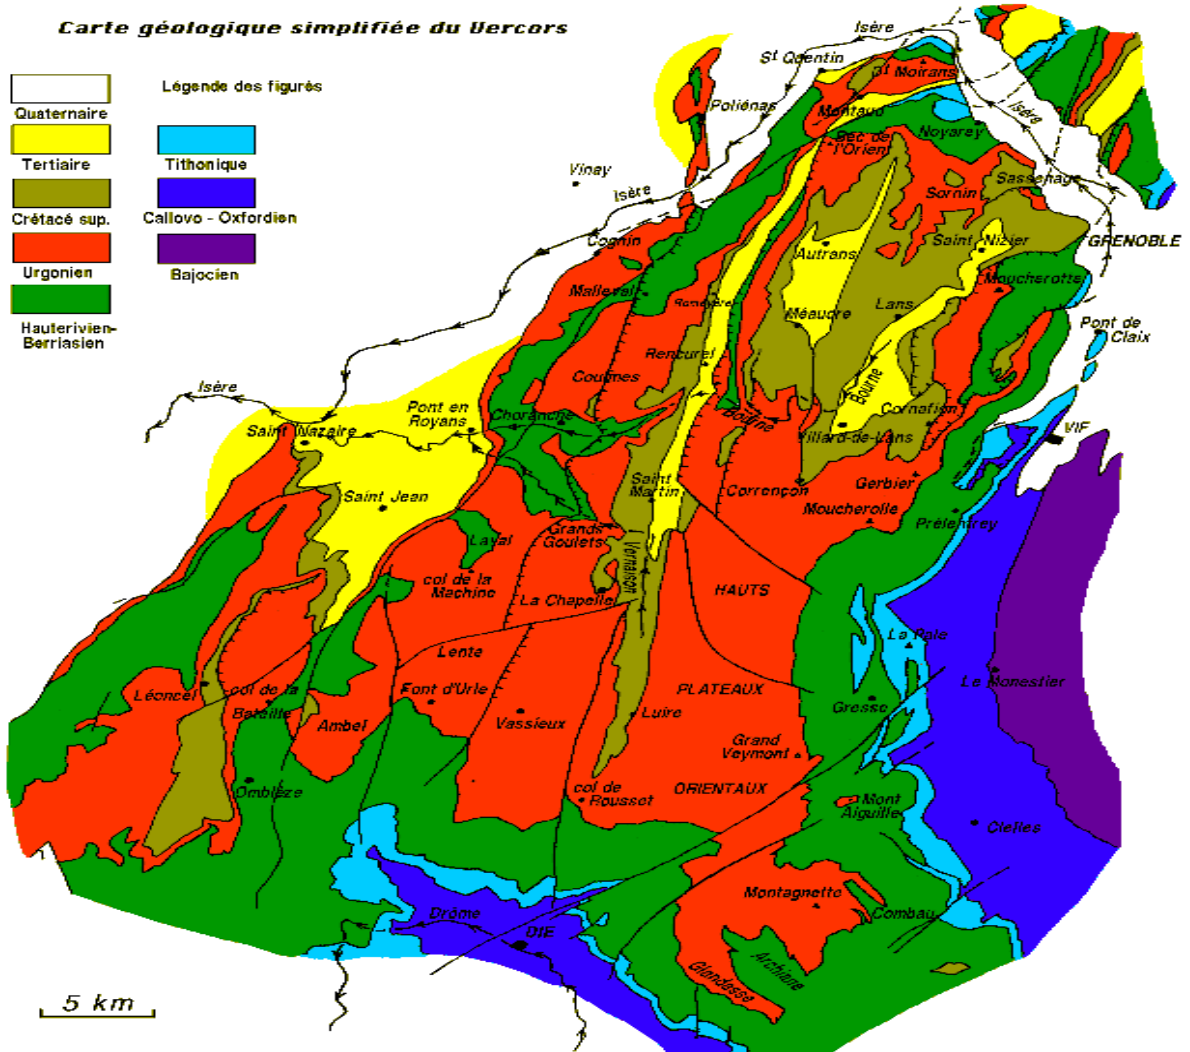 Carte géologique simplifiée du Vercors
Légende des figurés
Quaternaire
Tertiaire
Tithonique
Crétacé sup.
Callovo - Oxfordien
Urgonien
Bajocien
Hauterivien-
Berriasien
Isère
St Quentin
Moirans
Poliénas
Montaud
Isère
Noyarey
Bec de
l'Orient
Vinay
Isère
Sassenage
Sornin
Cognin
Autrans
Saint Nizier
GRENOBLE
Malleval
Moucherotte
Lans
Méaudre
Pont de
Claix
Rencurel
Isère
Coulmes
Bourne
Pont en
Royans
Choranche
Bourne
Cornafion
Saint Nazaire
Villard-de-Lans
VIF
Saint Jean
Saint
Martin
Corrençon
Gerbier
Moucherolle
Prélenfrey
Laval
Grands
Goulets
Vernaison
col de la
Machine
La Chapelle
HAUTS
Lente
La Pale
Léoncel
col de la
Bataille
Font d'Urle
PLATEAUX
Le Monestier
Ambel
Vassieux
Luire
Gresse
Grand
Veymont
Omblèze
col de
Rousset
ORIENTAUX
Mont
Aiguille
Clelles
Montagnette
Combau
Drôme
DIE
Archiane
Glandasse
5 km